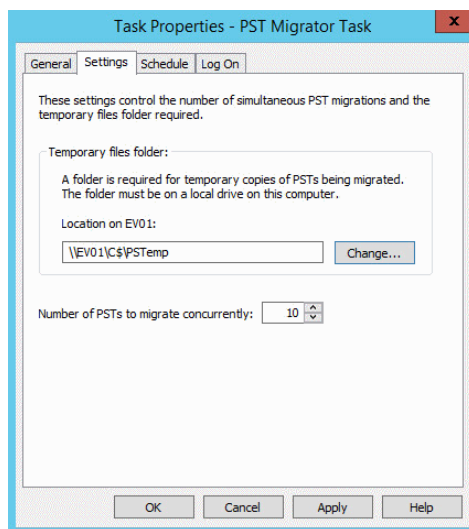 Task Properties - PST Migrator Task
x
General Settings Schedule Log On
These settings control the number of simultaneous PST migrations and the
temporary files folder required.
Temporary files folder:
A folder is required for temporary copies of PSTs being migrated.
The folder must be on a local drive on this computer.
Location on EV01:
\\EV01\C$\PSTemp Change...
Number of PSTs to migrate concurrently: 10
OK Cancel Apply Help